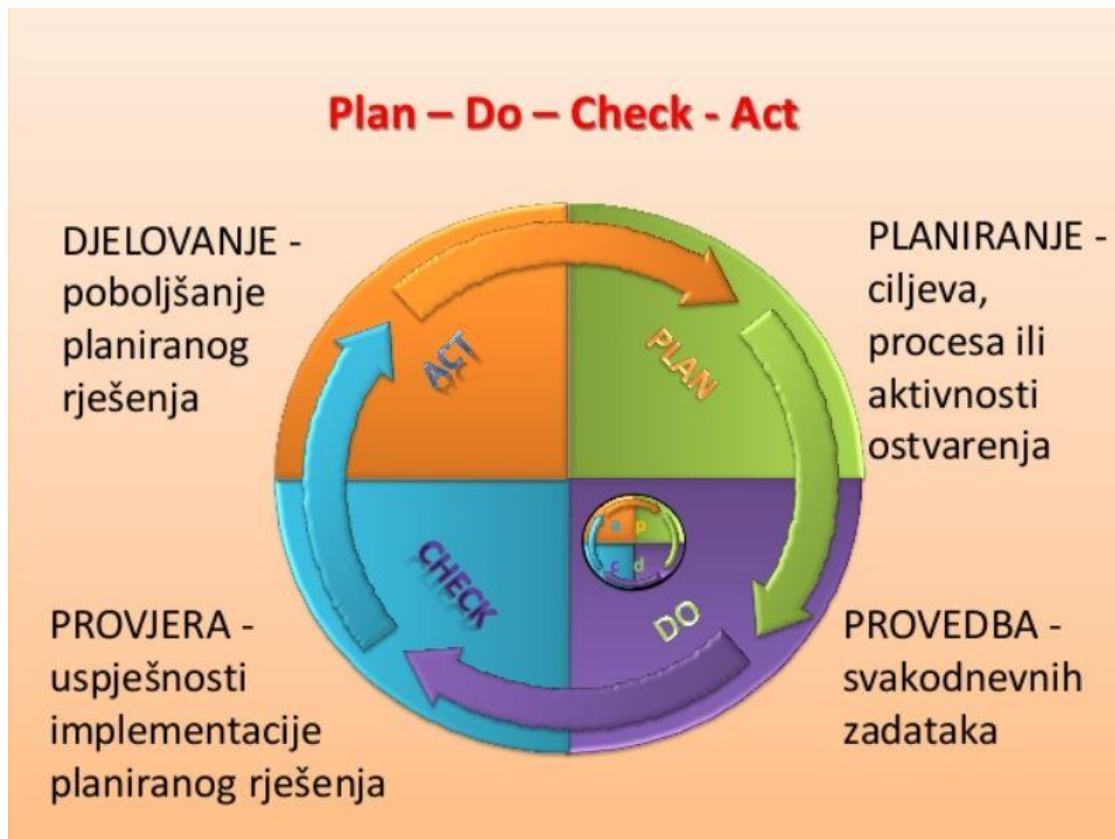 Plan – Do – Check - Act
DJELOVANJE -
poboljšanje
planiranog
rješenja
PLANIRANJE -
ciljeva,
procesa ili
aktivnosti
ostvarenja
ACT
PLAN
a
p
c
d
CHECK
DO
PROVJERA -
uspješnosti
implementacije
planiranog rješenja
PROVEDBA -
svakodnevnih
zadataka